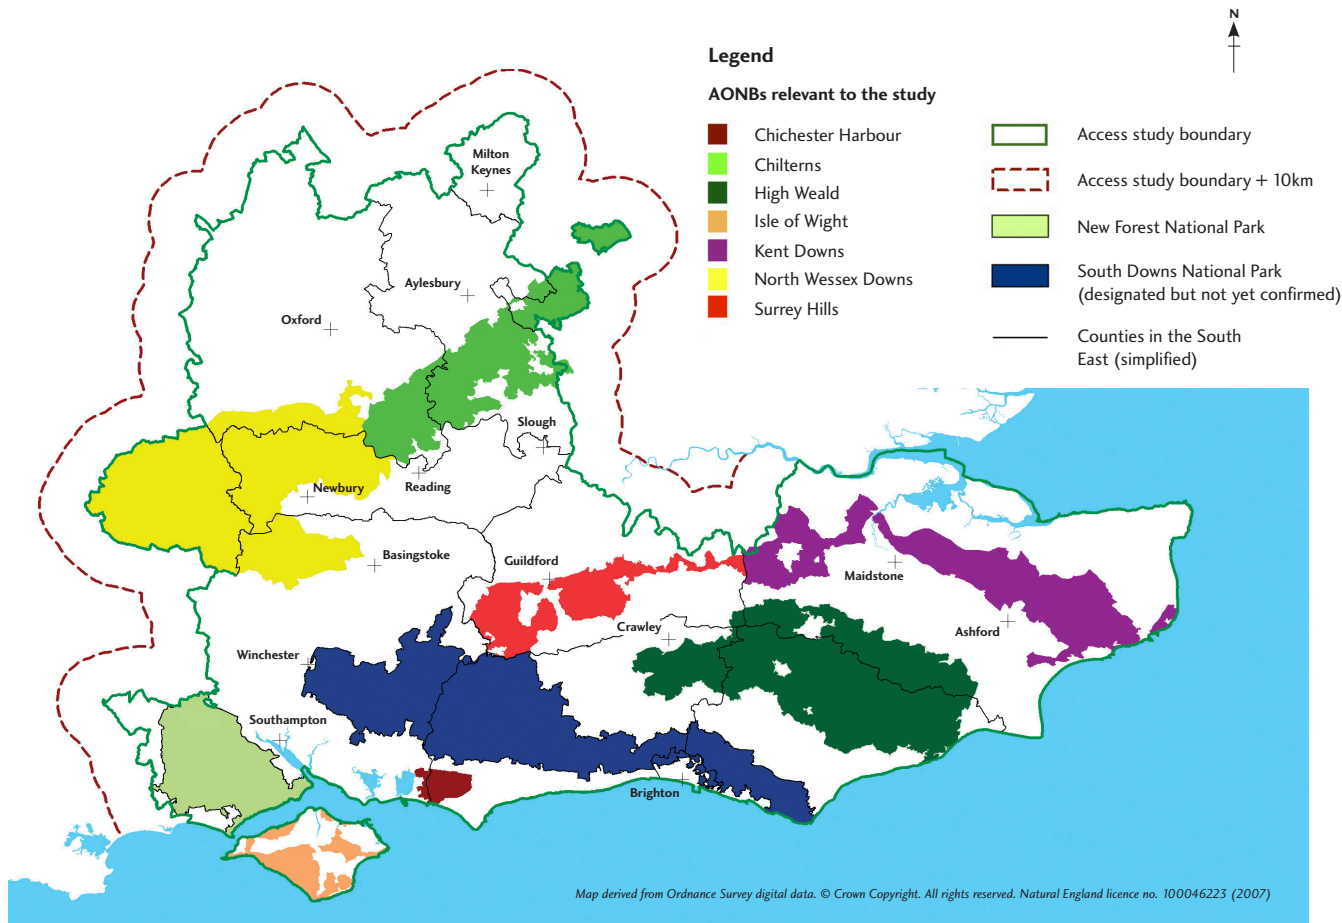 N
Legend
AONBs relevant to the study
Chichester Harbour
Chilterns
High Weald
Isle of Wight
Kent Downs
North Wessex Downs
Surrey Hills
Access study boundary
Access study boundary + 10km
New Forest National Park
South Downs National Park
(designated but not yet confirmed)
Counties in the South
East (simplified)
Milton
Keynes
Aylesbury
Oxford
Slough
Newbury
Reading
Basingstoke
Guildford
Maidstone
Crawley
Ashford
Winchester
Southampton
Brighton
Map derived from Ordnance Survey digital data. © Crown Copyright. All rights reserved. Natural England licence no. 100046223 (2007)